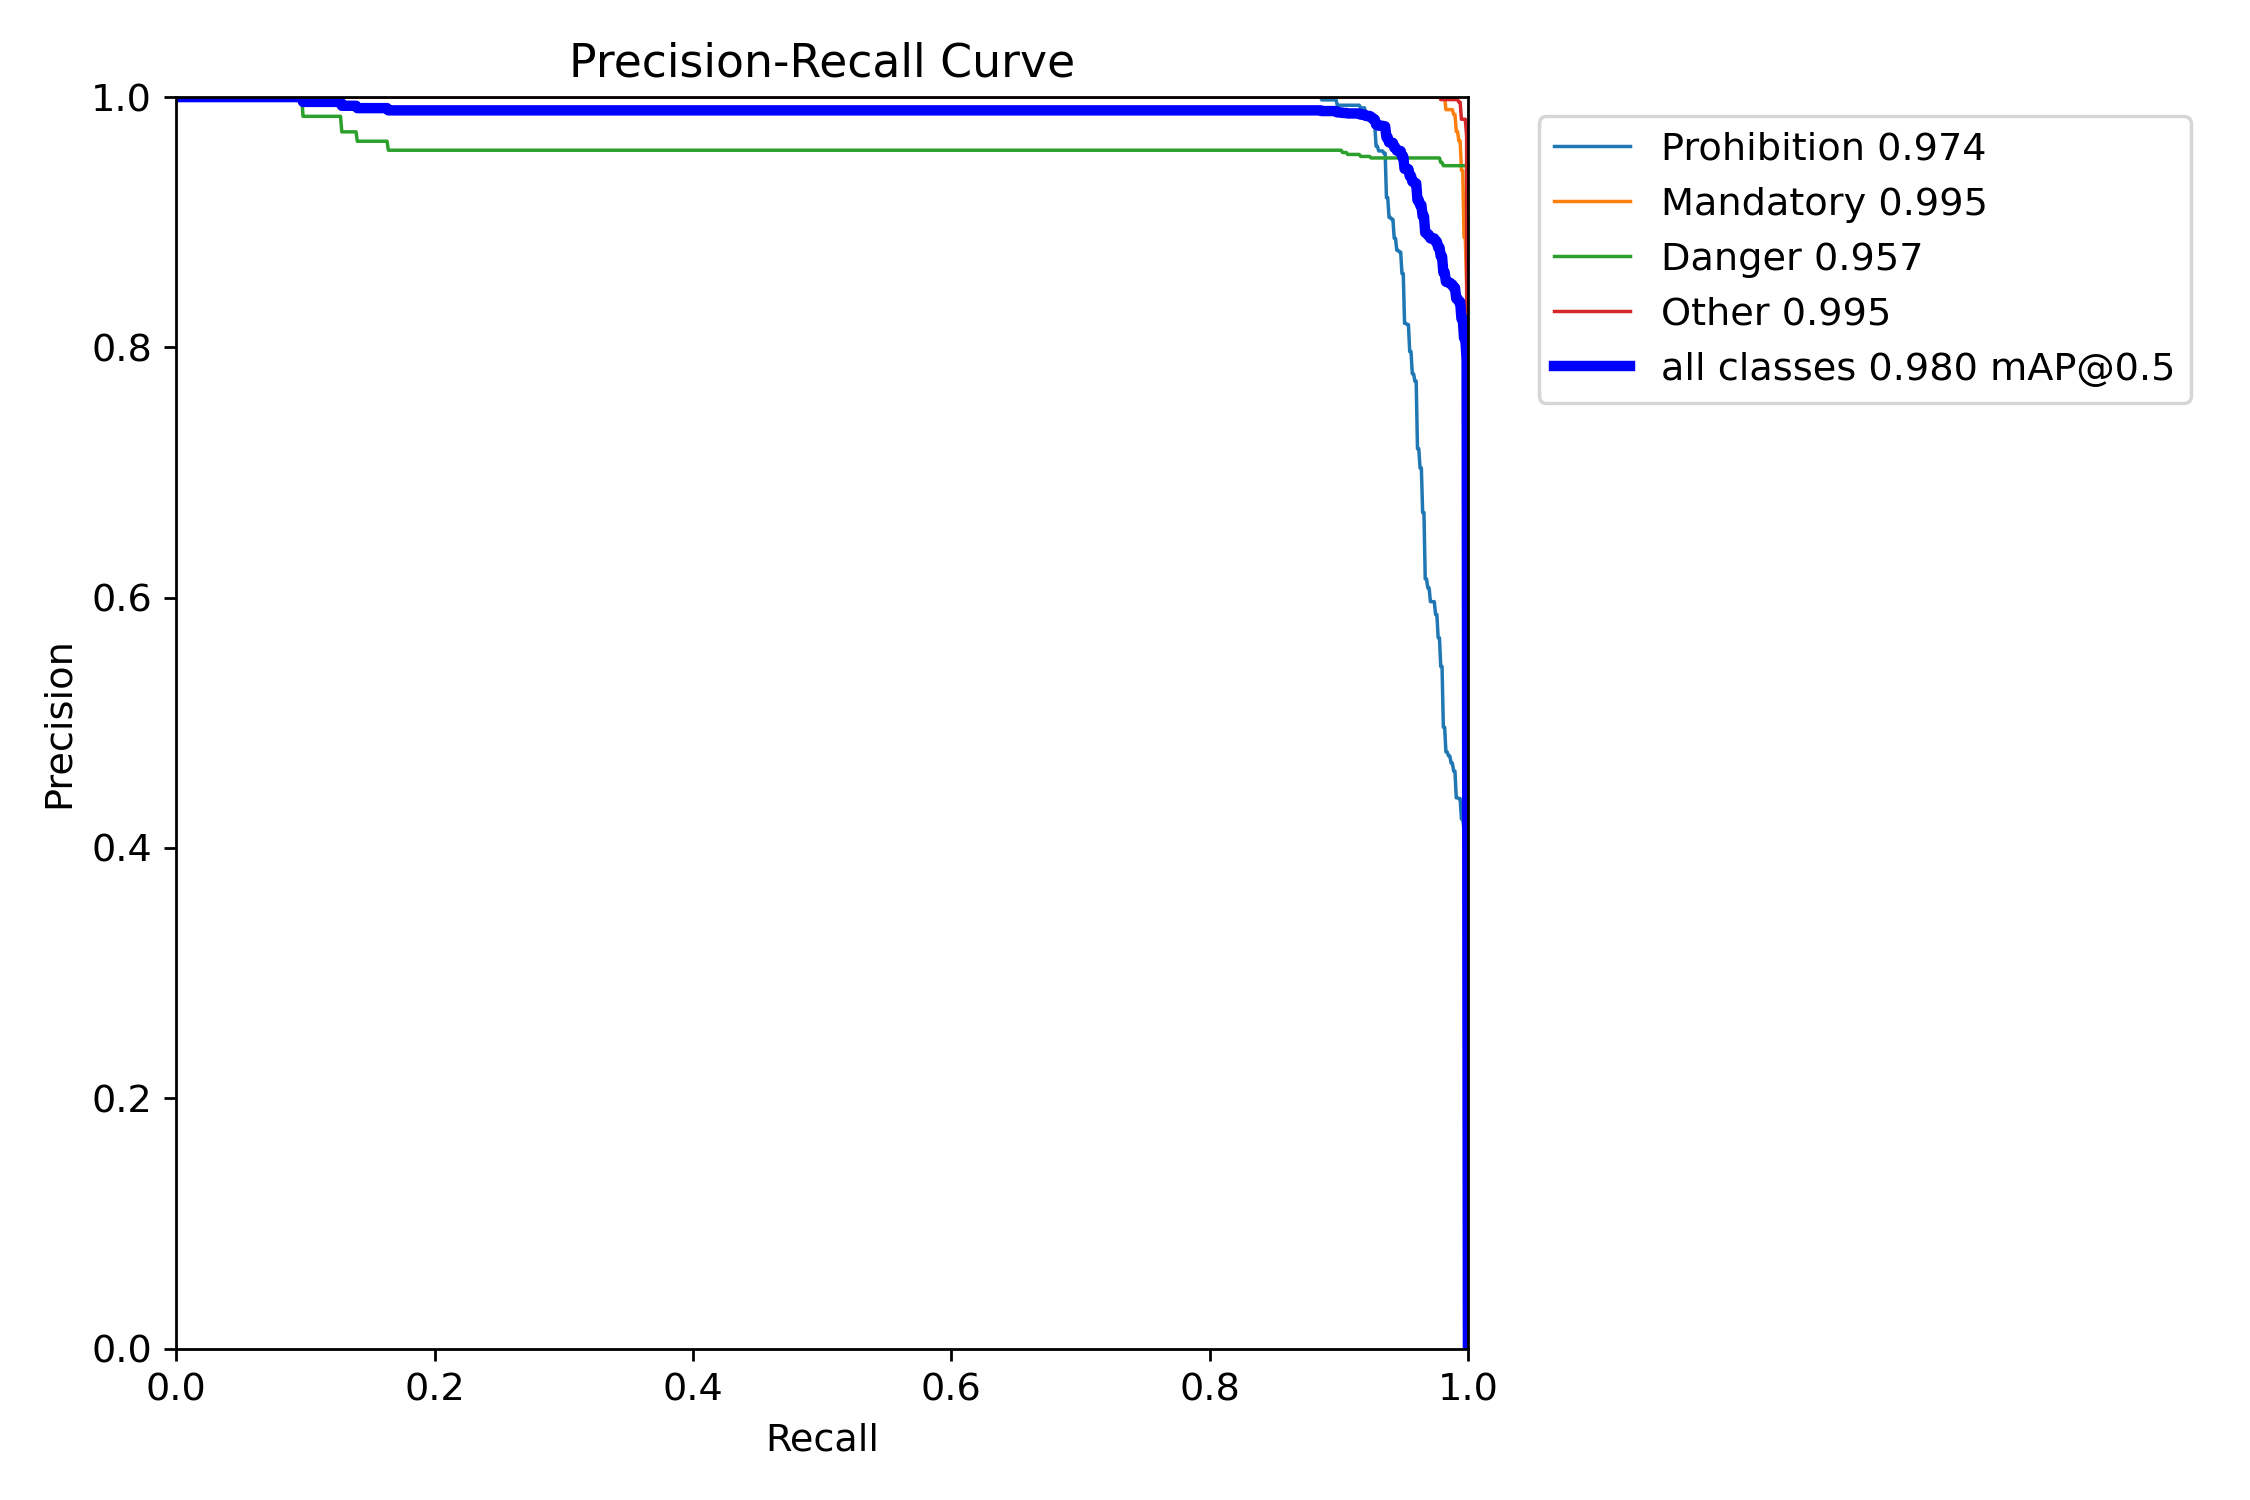 Precision-Recall Curve
1.0
0.8
0.6
0.4
0.2
0.0
Precision
0.0 0.2 0.4 0.6 0.8 1.0
Recall
Prohibition 0.974
Mandatory 0.995
Danger 0.957
Other 0.995
all classes 0.980 mAP@0.5